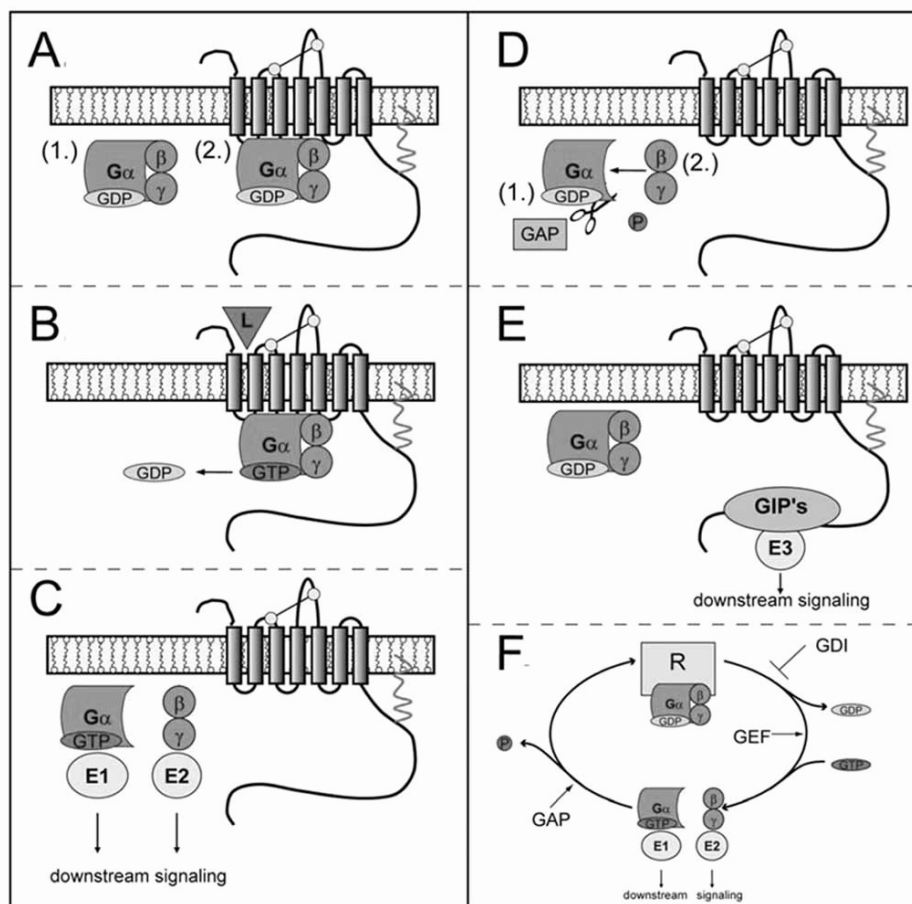 A
(1.)
(2.)
Gα
β
γ
GDP
Gα
β
γ
GDP
B
L
Gα
β
γ
GTP
GDP
C
Gα
GTP
β
γ
E1
E2
downstream signaling
D
(1.)
(2.)
Gα
GDP
β
γ
GAP
P
E
Gα
β
γ
GDP
GIP's
E3
downstream signaling
F
R
Gα
β
γ
GDP
GDI
GDP
GEF
GTP
P
GAP
Gα
GTP
β
γ
E1
E2
downstream signaling